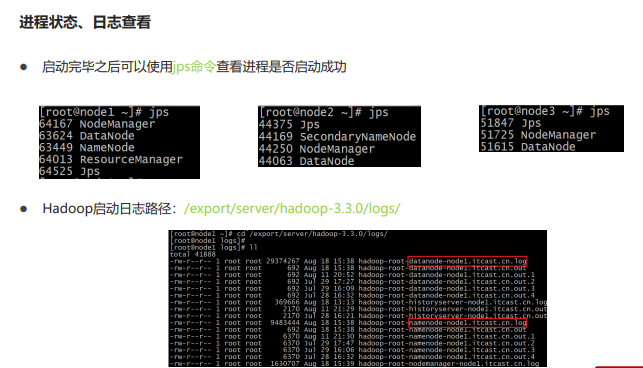 进程状态、日志查看
● 启动完毕之后可以使用jps命令查看进程是否启动成功
[root@node1 ~]# jps
64167 NodeManager
63624 DataNode
63449 NameNode
64013 ResourceManager
64525 Jps
[root@node2 ~]# jps
44375 Jps
44169 SecondaryNameNode
44250 NodeManager
44063 DataNode
[root@node3 ~]# jps
51847 Jps
51725 NodeManager
51615 DataNode
● Hadoop启动日志路径：/export/server/hadoop-3.3.0/logs/
[root@node1 ~]# cd /export/server/hadoop-3.3.0/logs/
[root@node1 logs]#
[root@node1 logs]# ll
total 41888
-rw-r--r-- 1 root root 29374267 Aug 18 15:38 hadoop-root-datanode-node1.itcast.cn.log
-rw-r--r-- 1 root root 692 Aug 18 15:38 hadoop-root-datanode-node1.itcast.cn.out
-rw-r--r-- 1 root root 692 Aug 11 20:52 hadoop-root-datanode-node1.itcast.cn.out.1
-rw-r--r-- 1 root root 692 Jul 29 17:27 hadoop-root-datanode-node1.itcast.cn.out.2
-rw-r--r-- 1 root root 692 Jul 29 16:09 hadoop-root-datanode-node1.itcast.cn.out.3
-rw-r--r-- 1 root root 692 Jul 28 16:32 hadoop-root-datanode-node1.itcast.cn.out.4
-rw-r--r-- 1 root root 369666 Aug 18 13:13 hadoop-root-historyserver-node1.itcast.cn.log
-rw-r--r-- 1 root root 2170 Aug 11 21:29 hadoop-root-historyserver-node1.itcast.cn.out
-rw-r--r-- 1 root root 2170 Jul 28 16:21 hadoop-root-historyserver-node1.itcast.cn.out
-rw-r--r-- 1 root root 9483444 Aug 18 15:38 hadoop-root-namenode-node1.itcast.cn.log
-rw-r--r-- 1 root root 692 Aug 18 15:38 hadoop-root-namenode-node1.itcast.cn.out
-rw-r--r-- 1 root root 6370 Aug 11 21:30 hadoop-root-namenode-node1.itcast.cn.out.1
-rw-r--r-- 1 root root 6370 Jul 29 17:47 hadoop-root-namenode-node1.itcast.cn.out.2
-rw-r--r-- 1 root root 6370 Jul 29 16:06 hadoop-root-namenode-node1.itcast.cn.out.3
-rw-r--r-- 1 root root 6370 Jul 28 16:32 hadoop-root-namenode-node1.itcast.cn.out.4
-rw-r--r-- 1 root root 1630707 Aug 18 15:39 hadoop-root-nodemanager-node1.itcast.cn.log